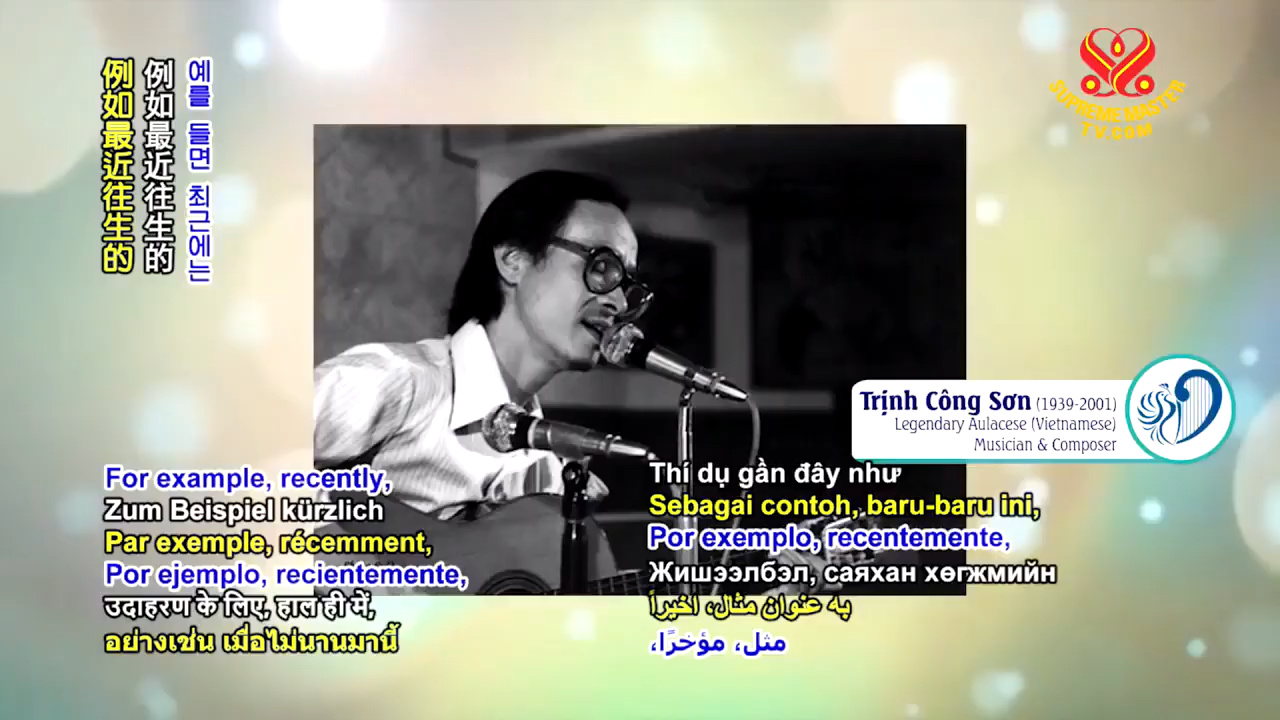 예를 들면 최근에는
例如最近往生的
例如最近往生的
SUPREME MASTER
TV.COM
Trịnh Công Sơn (1939-2001)
Legendary Aulacese (Vietnamese)
Musician & Composer
For example, recently,
Zum Beispiel kürzlich
Par exemple, récemment,
Por ejemplo, recientemente,
उदाहरण के लिए, हाल ही में,
อย่างเช่น เมื่อไม่นานมานี้
Thí dụ gần đây như
Sebagai contoh, baru-baru ini,
Por exemplo, recentemente,
Жишээлбэл, саяхан хөгжмийн
به عنوان مثال، اخیراً
مثل، مؤخرًا،